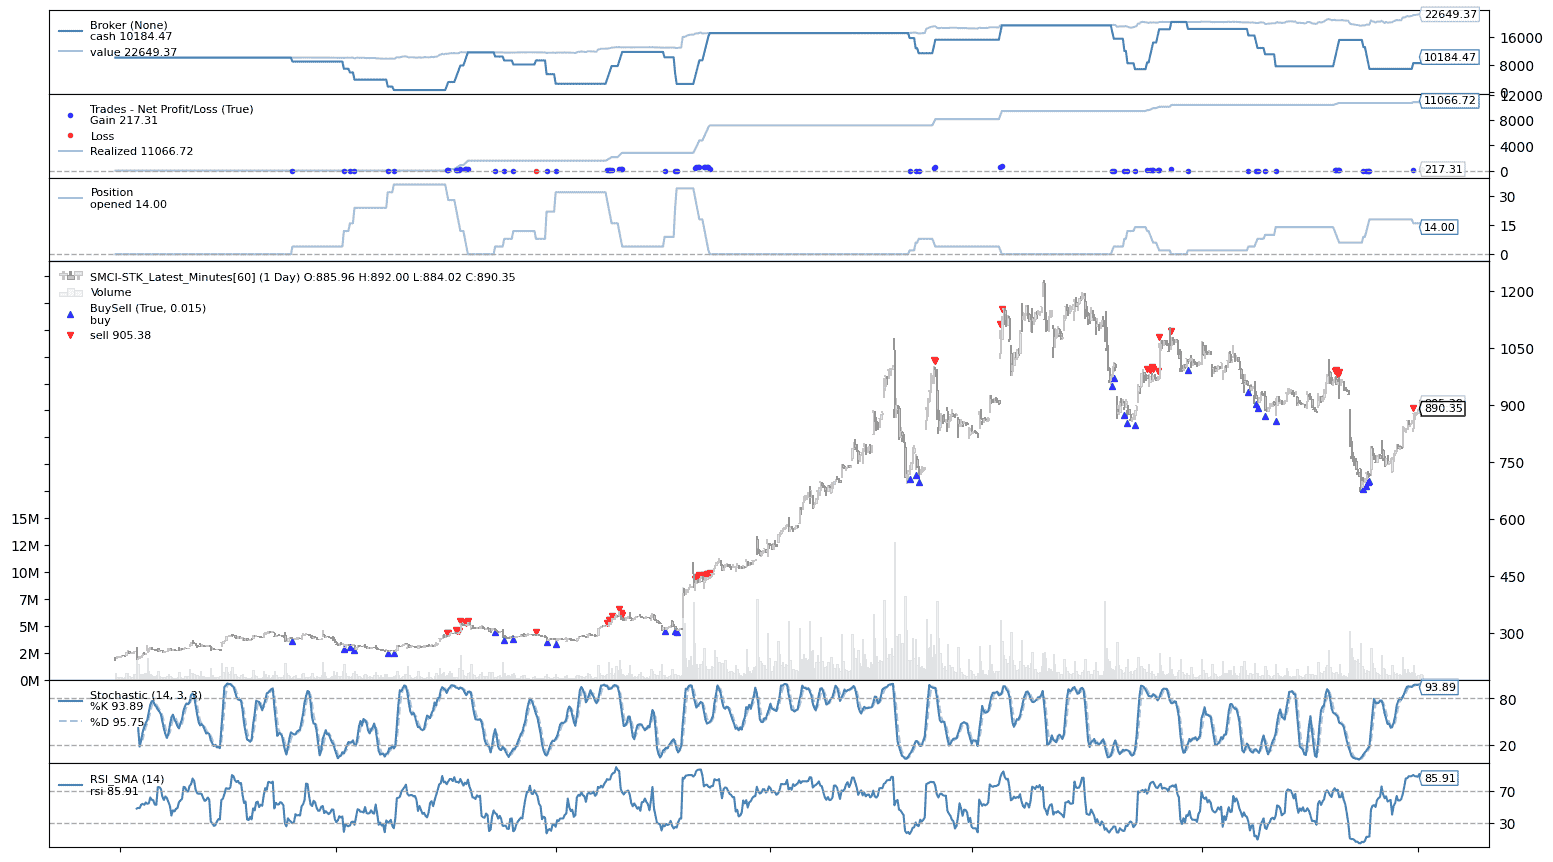 Broker (None)
cash 10184.47
value 22649.37
22649.37
16000
10184.47
8000
0
Trades - Net Profit/Loss (True)
Gain 217.31
Loss
Realized 11066.72
12000
11066.72
8000
4000
217.31
0
Position
opened 14.00
30
15
14.00
0
SMCI-STK_Latest_Minutes[60] (1 Day) O:885.96 H:892.00 L:884.02 C:890.35
Volume
BuySell (True, 0.015)
buy
sell 905.38
1200
1050
905.38
900
890.35
750
600
450
300
15M
12M
10M
7M
5M
2M
0M
Stochastic (14, 3, 3)
%K 93.89
%D 95.75
93.89
80
20
RSI_SMA (14)
rsi 85.91
85.91
70
30